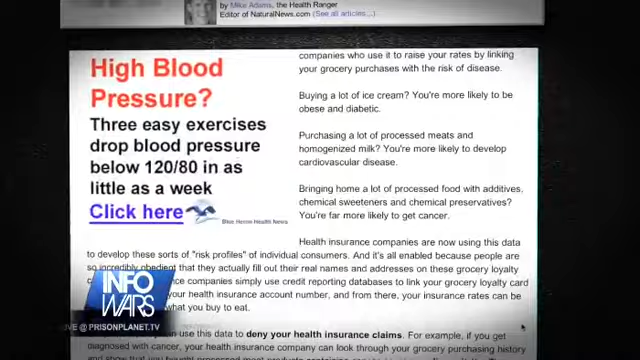 by Mike Adams, the Health Ranger
Editor of NaturalNews.com (See all articles...)
High Blood
Pressure?
Three easy exercises
drop blood pressure
below 120/80 in as
little as a week
Click here
Blue Heron Health News
companies who use it to raise your rates by linking
your grocery purchases with the risk of disease.
Buying a lot of ice cream? You're more likely to be
obese and diabetic.
Purchasing a lot of processed meats and
homogenized milk? You're more likely to develop
cardiovascular disease.
Bringing home a lot of processed food with additives,
chemical sweeteners and chemical preservatives?
You're far more likely to get cancer.
Health insurance companies are now using this data
to develop these sorts of "risk profiles" of individual consumers. And it's all enabled because people are
so incredibly obedient that they actually fill out their real names and addresses on these grocery loyalty
companies simply use credit reporting databases to link your grocery loyalty card
your health insurance account number, and from there, your insurance rates can be
what you buy to eat.
can use this data to deny your health insurance claims. For example, if you get
diagnosed with cancer, your health insurance company can look through your grocery purchasing history
INFO
WARS
LIVE @ PRISONPLANET.TV